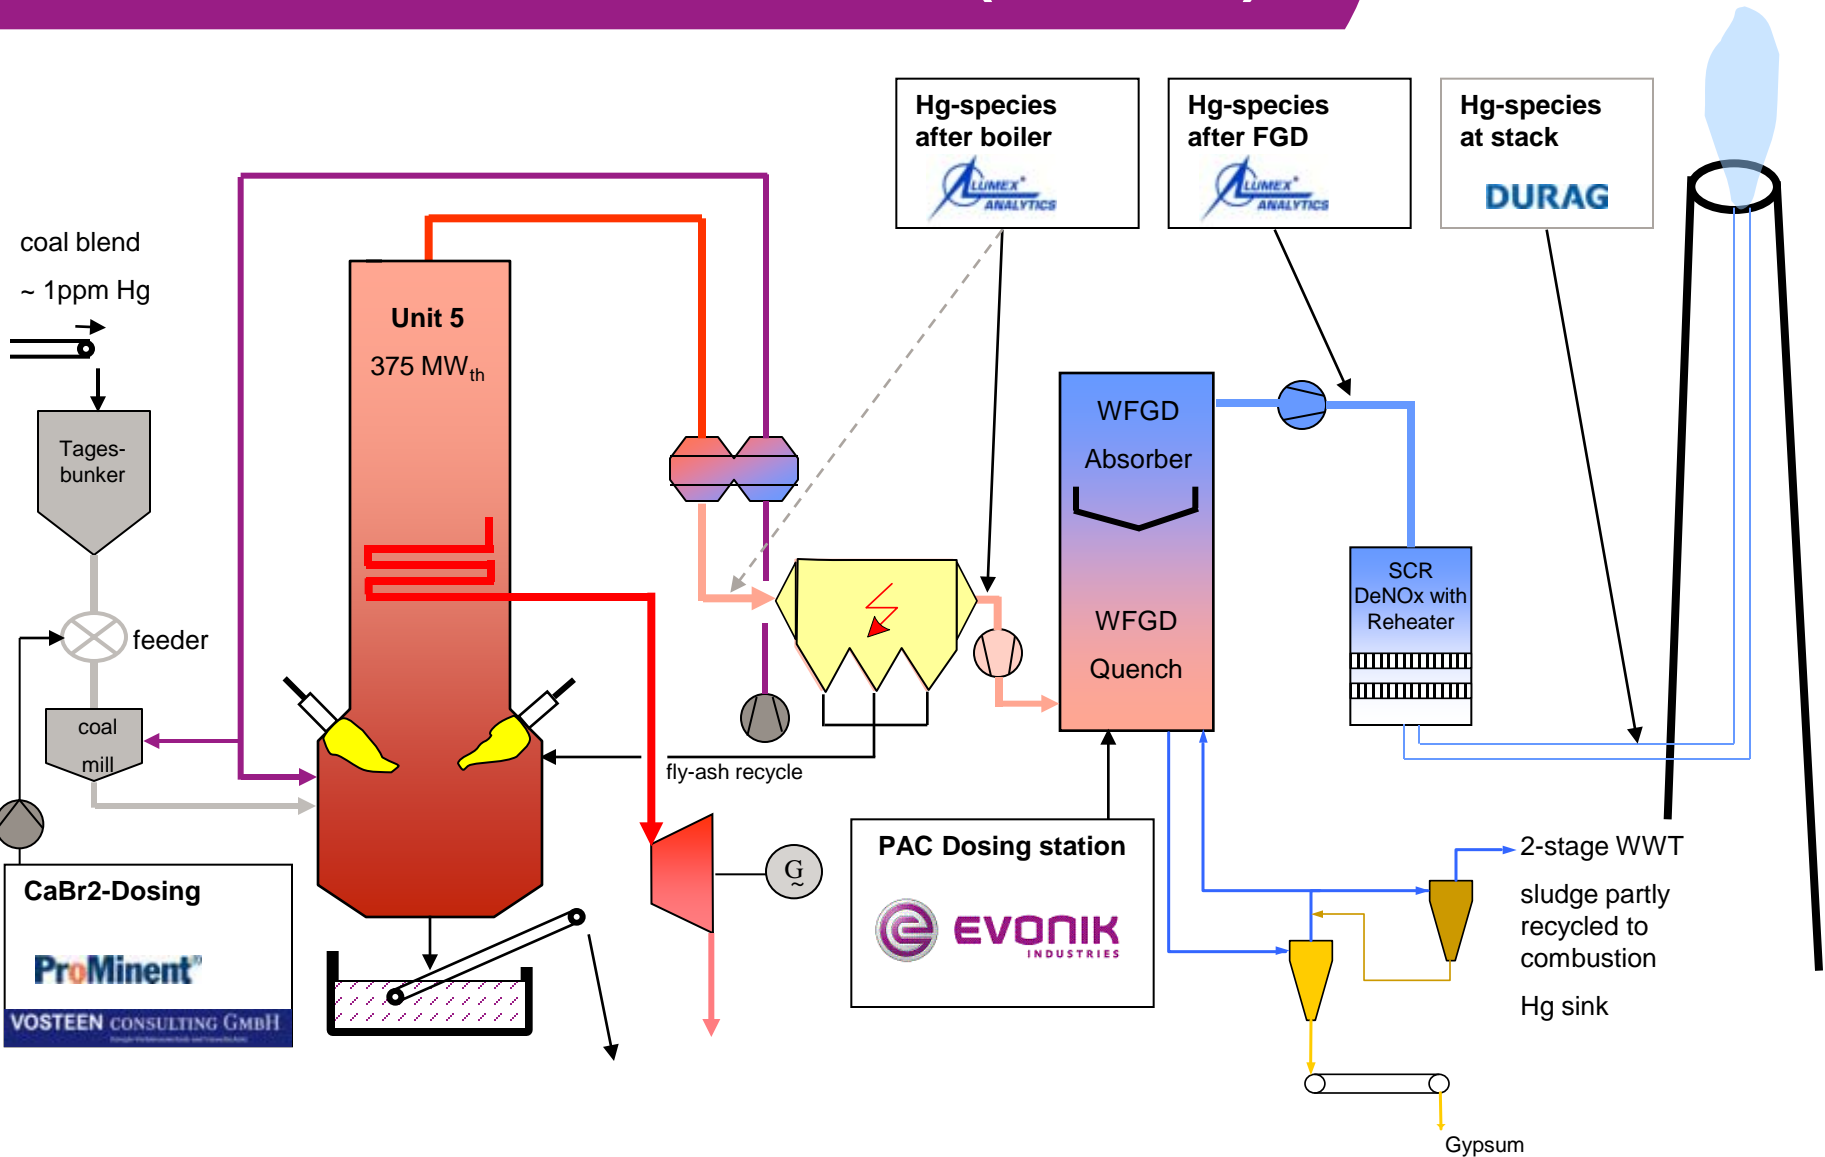 Hg-species
after boiler
LUMEX®
ANALYTICS
Hg-species
after FGD
LUMEX®
ANALYTICS
Hg-species
at stack
DURAG
coal blend
~ 1ppm Hg
Unit 5
375 MWth
Tages-
bunker
feeder
coal
mill
WFGD
Absorber
WFGD
Quench
SCR
DeNOx with
Reheater
fly-ash recycle
G
~
PAC Dosing station
EVONIK
INDUSTRIES
CaBr2-Dosing
ProMinent®
VOSTEEN CONSULTING GMBH
2-stage WWT
sludge partly
recycled to
combustion
Hg sink
Gypsum